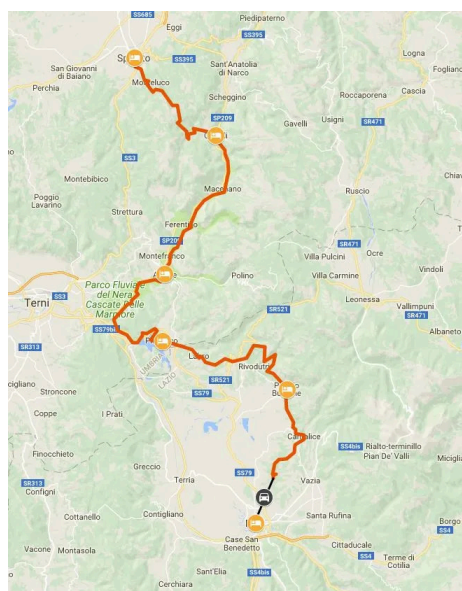 SS685
Eggi
Piedipaterno
SS395
SS395
Logna
San Giovanni
di Baiano
Sant'Anatolia
di Narco
Fogliano
Perchia
Monteluco
Cascia
Scheggino
Roccaporena
SP209
Usigni
SR471
Gavelli
SS3
Montebibico
Macenano
Ruscio
Poggio
Lavarino
Strettura
Ferentillo
SP209
SR471
Montefranco
Villa Pulcini
Ocre
Polino
Villa Carmine
Vindoli
Parco Fluviale
del Nera
Cascate Delle
Marmore
Terni
SS3
Leonessa
Vallimpuni
SR471
SR521
SS79bis
Albaneto
SR313
UMBRIA
LAZIO
Labro
Rivodutri
SR521
Stroncone
SS79
Coppe
I Prati
Cantalice
SS4bis
Rialto-terminillo
Pian De' Valli
Finocchieto
Greccio
SS79
SR313
Configni
Terria
Vazia
Cottanello
Contigliano
Santa Rufina
Borgo
SS4
Case San
Benedetto
Cittaducale
Vacone
Montasola
SS4
Terme di
Cotilia
Sant'Elia
SS4bis
Cerchiara